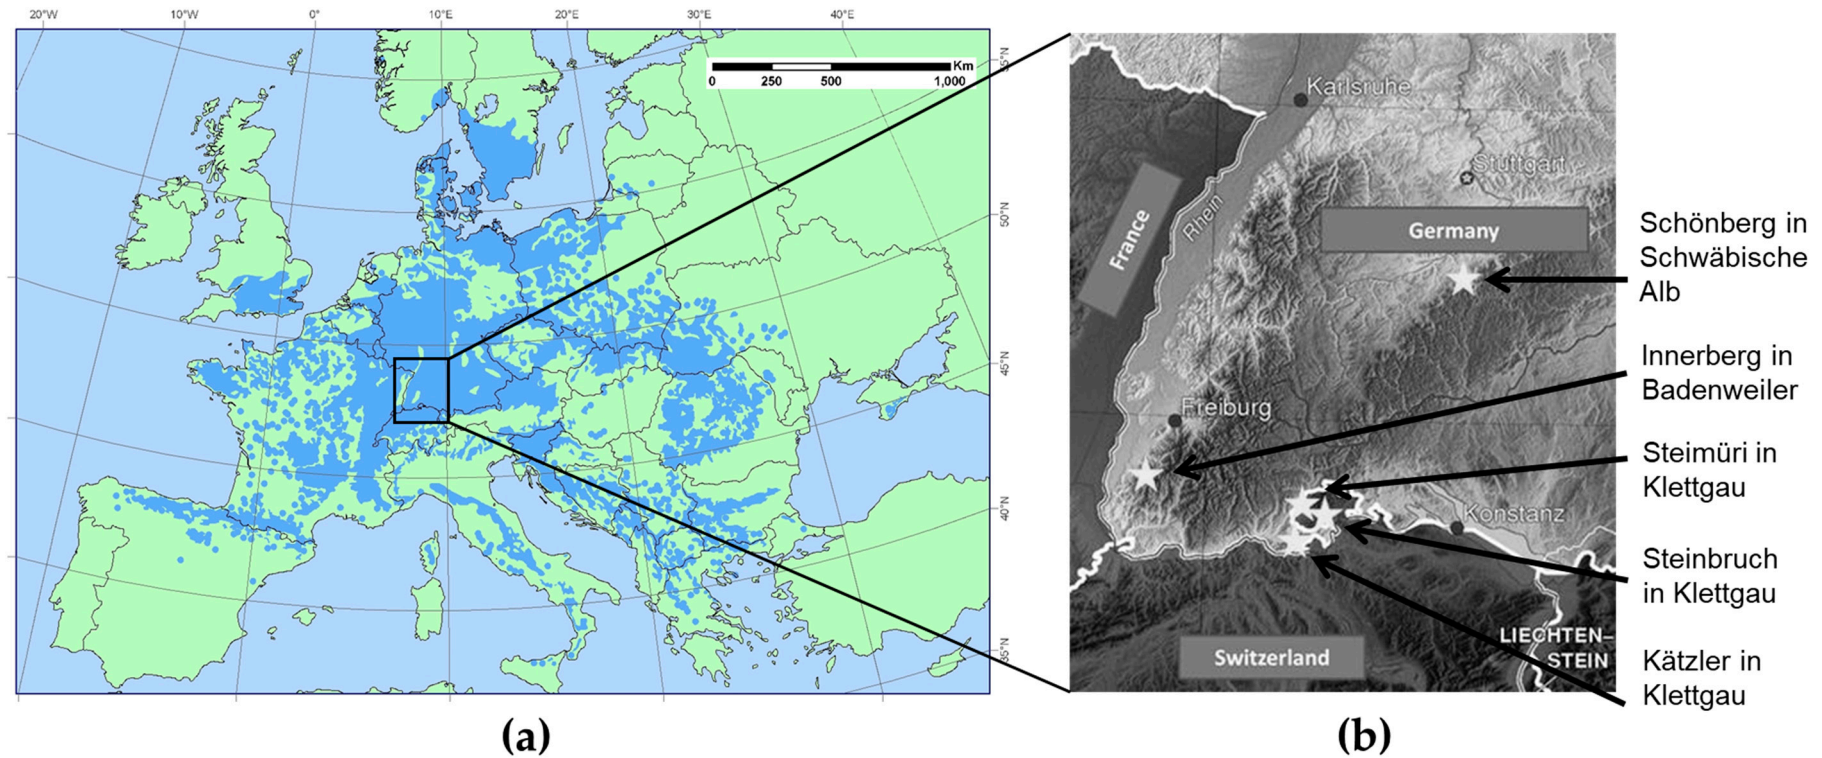 20°W
10°W
0°
10°E
20°E
30°E
40°E
Km
0
250
500
1,000
55°N
50°N
45°N
40°N
35°N
(a)
Karlsruhe
Stuttgart
France
Rhein
Germany
Freiburg
Konstanz
Switzerland
LIECHTEN–
STEIN
(b)
Schönberg in
Schwäbische
Alb
Innerberg in
Badenweiler
Steimüri in
Klettgau
Steinbruch
in Klettgau
Kätzler in
Klettgau